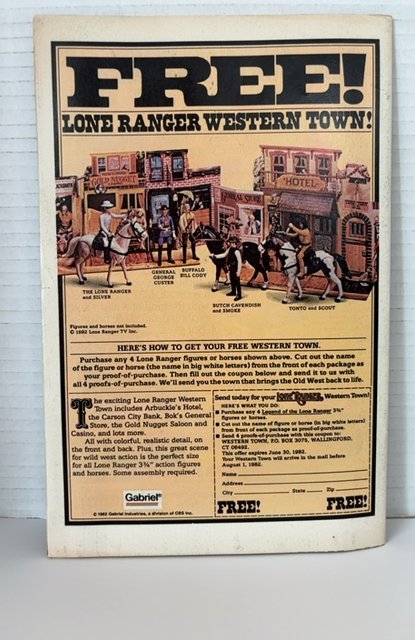 FREE!
LONE RANGER WESTERN TOWN!
GOLD NUGGET
GENERAL STORE
HOTEL
THE LONE RANGER
and SILVER
GENERAL
GEORGE
CUSTER
BUFFALO
BILL CODY
BUTCH CAVENDISH
and SMOKE
TONTO and SCOUT
Figures and horses not included.
© 1982 Lone Ranger TV Inc.
HERE'S HOW TO GET YOUR FREE WESTERN TOWN.
Purchase any 4 Lone Ranger figures or horses shown above. Cut out the name
of the figure or horse (the name in big white letters) from the front of each package as
your proof-of-purchase. Then fill out the coupon below and send it to us with
all 4 proofs-of-purchase. We'll send you the town that brings the Old West back to life.
The exciting Lone Ranger Western
Town includes Arbuckle's Hotel,
the Carson City Bank, Bok's General
Store, the Gold Nugget Saloon and
Casino, and lots more.
All with colorful, realistic detail, on
the front and back. Plus, this great scene
for wild west action is the perfect size
for all Lone Ranger 3¾" action figures
and horses. Some assembly required.
Gabriel®
© 1982 Gabriel Industries, a division of CBS Inc.
Send today for your LONE RANGER Western Town!
HERE'S WHAT YOU DO:
■ Purchase any 4 Legend of the Lone Ranger 3¾"
figures or horses.
■ Cut out the name of figure or horse (in big white letters)
from front of each package as proof-of-purchase.
■ Send 4 proofs-of-purchase with this coupon to:
WESTERN TOWN, P.O. BOX 3075, WALLINGFORD,
CT 06492.
This offer expires June 30, 1982.
Your Western Town will arrive in the mail before
August 1, 1982.
Name
Address
City State Zip
FREE! FREE!